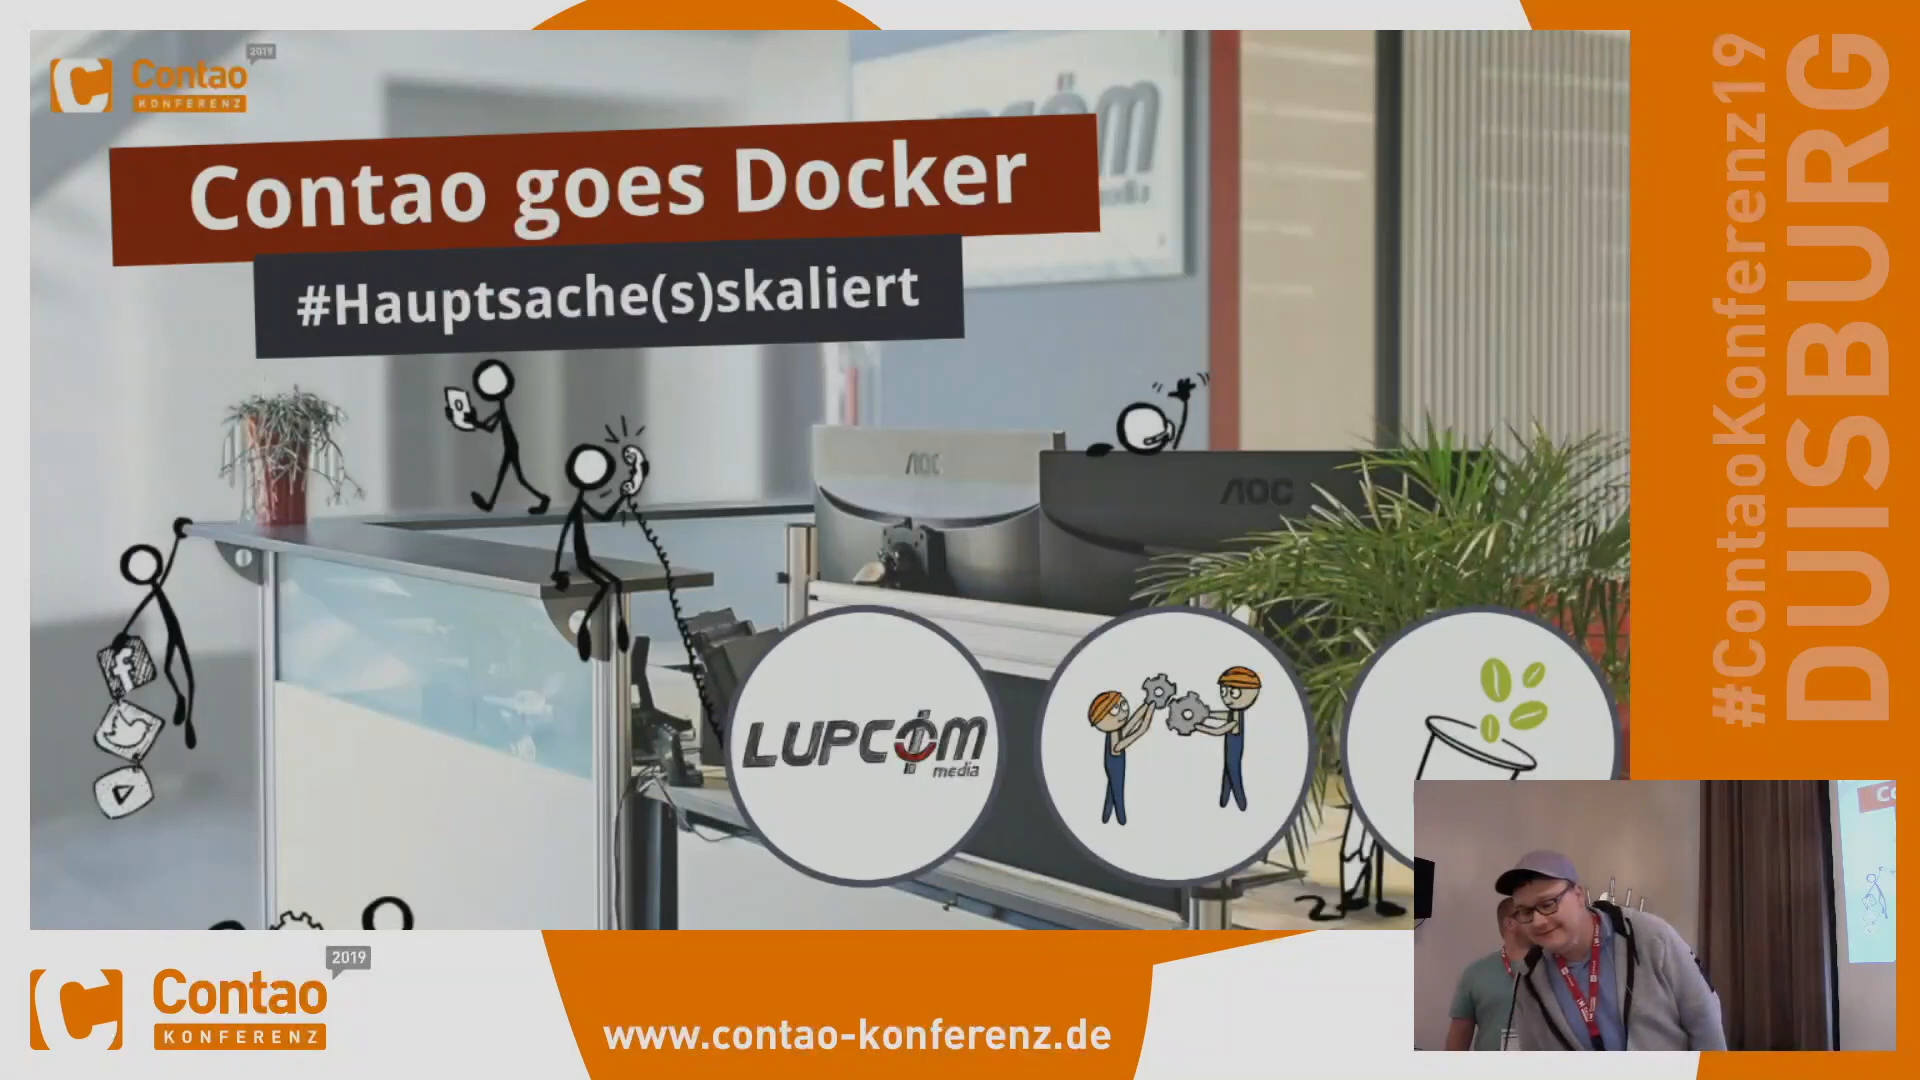 Contao
2019
KONFERENZ
Contao goes Docker
#Hauptsache(s)skaliert
AOC
AOC
LUPCOM
media
#ContaoKonferenz19
DUISBURG
Contao
2019
KONFERENZ
www.contao-konferenz.de